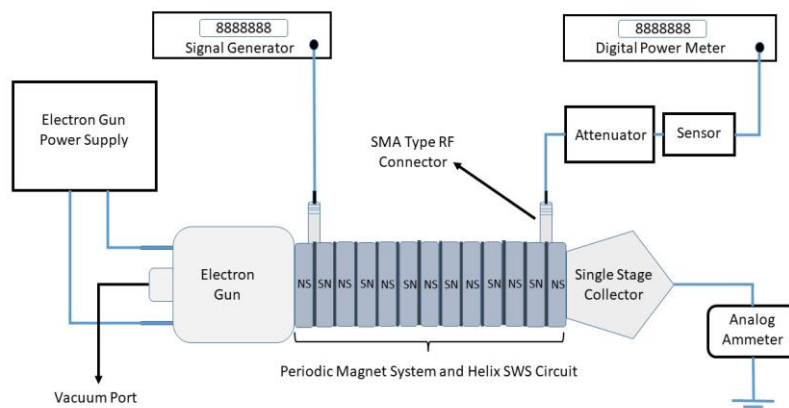 8888888
Signal Generator
8888888
Digital Power Meter
Electron Gun
Power Supply
SMA Type RF
Connector
Attenuator
Sensor
Electron
Gun
NS SN NS SN NS SN NS SN NS SN NS SN NS
Single Stage
Collector
Analog
Ammeter
Periodic Magnet System and Helix SWS Circuit
Vacuum Port